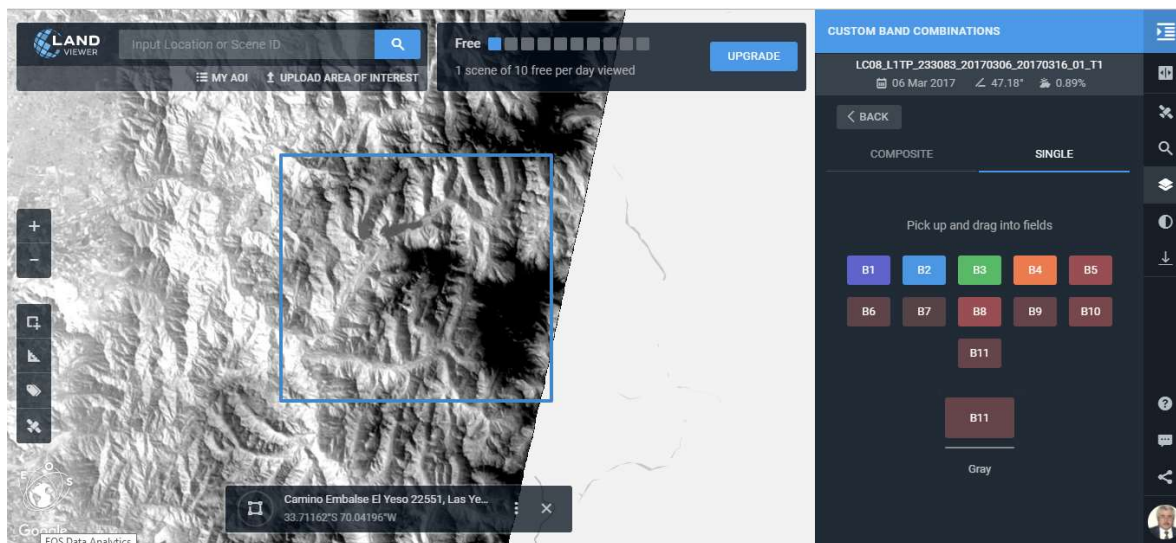 LAND
VIEWER
Input Location or Scene ID
MY AOI UPLOAD AREA OF INTEREST
Free
1 scene of 10 free per day viewed
UPGRADE
CUSTOM BAND COMBINATIONS
LC08_L1TP_233083_20170306_20170316_01_T1
06 Mar 2017 47.18° 0.89%
BACK
COMPOSITE SINGLE
Pick up and drag into fields
B1 B2 B3 B4 B5
B6 B7 B8 B9 B10
B11
B11
Gray
Camino Embalse El Yeso 22551, Las Ye...
33.71162°S 70.04196°W
E O S
Google
EOS Data Analytics